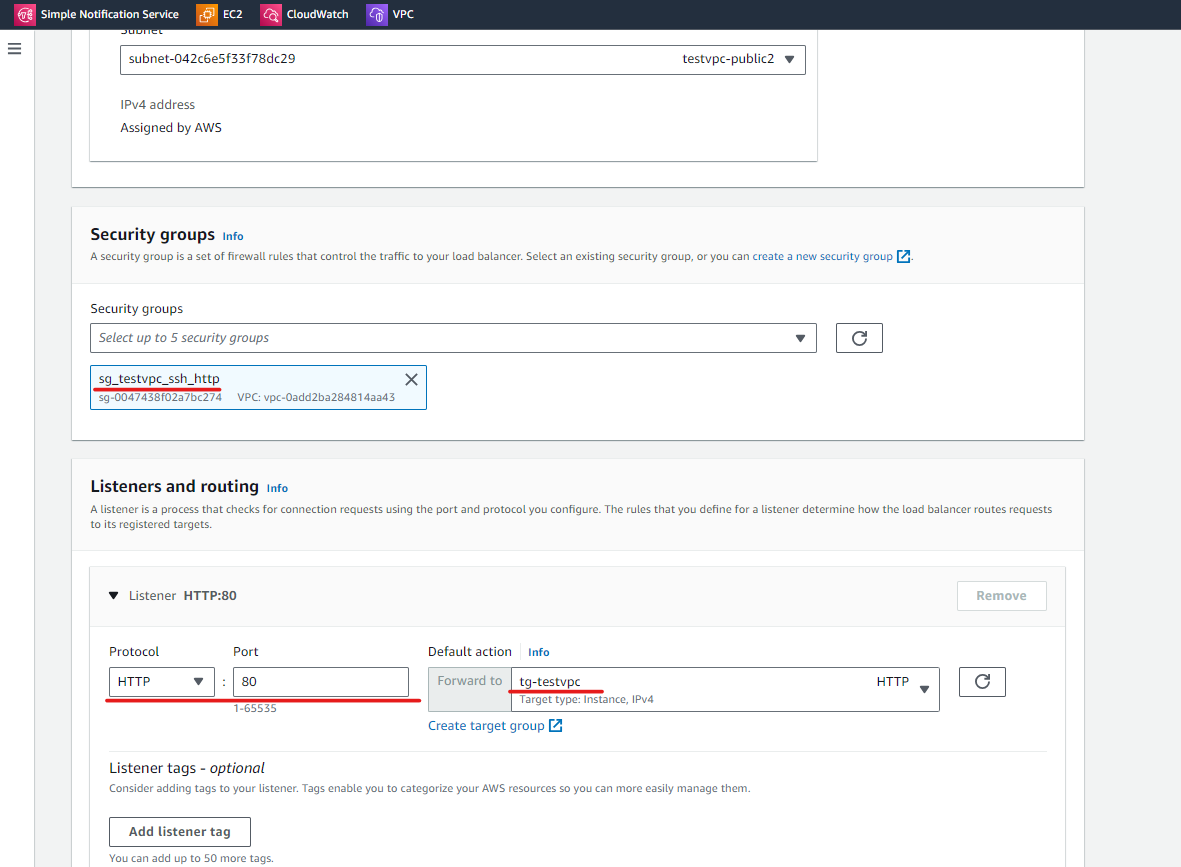 Simple Notification Service EC2 CloudWatch VPC
Subnet
subnet-042c6e5f33f78dc29 testvpc-public2
IPv4 address
Assigned by AWS
Security groups Info
A security group is a set of firewall rules that control the traffic to your load balancer. Select an existing security group, or you can create a new security group.
Security groups
Select up to 5 security groups
sg_testvpc_ssh_http
sg-0047438f02a7bc274 VPC: vpc-0add2ba284814aa43
Listeners and routing Info
A listener is a process that checks for connection requests using the port and protocol you configure. The rules that you define for a listener determine how the load balancer routes requests
to its registered targets.
Listener HTTP:80 Remove
Protocol Port Default action Info
HTTP : 80 Forward to tg-testvpc HTTP
1-65535 Target type: Instance, IPv4
Create target group
Listener tags - optional
Consider adding tags to your listener. Tags enable you to categorize your AWS resources so you can more easily manage them.
Add listener tag
You can add up to 50 more tags.